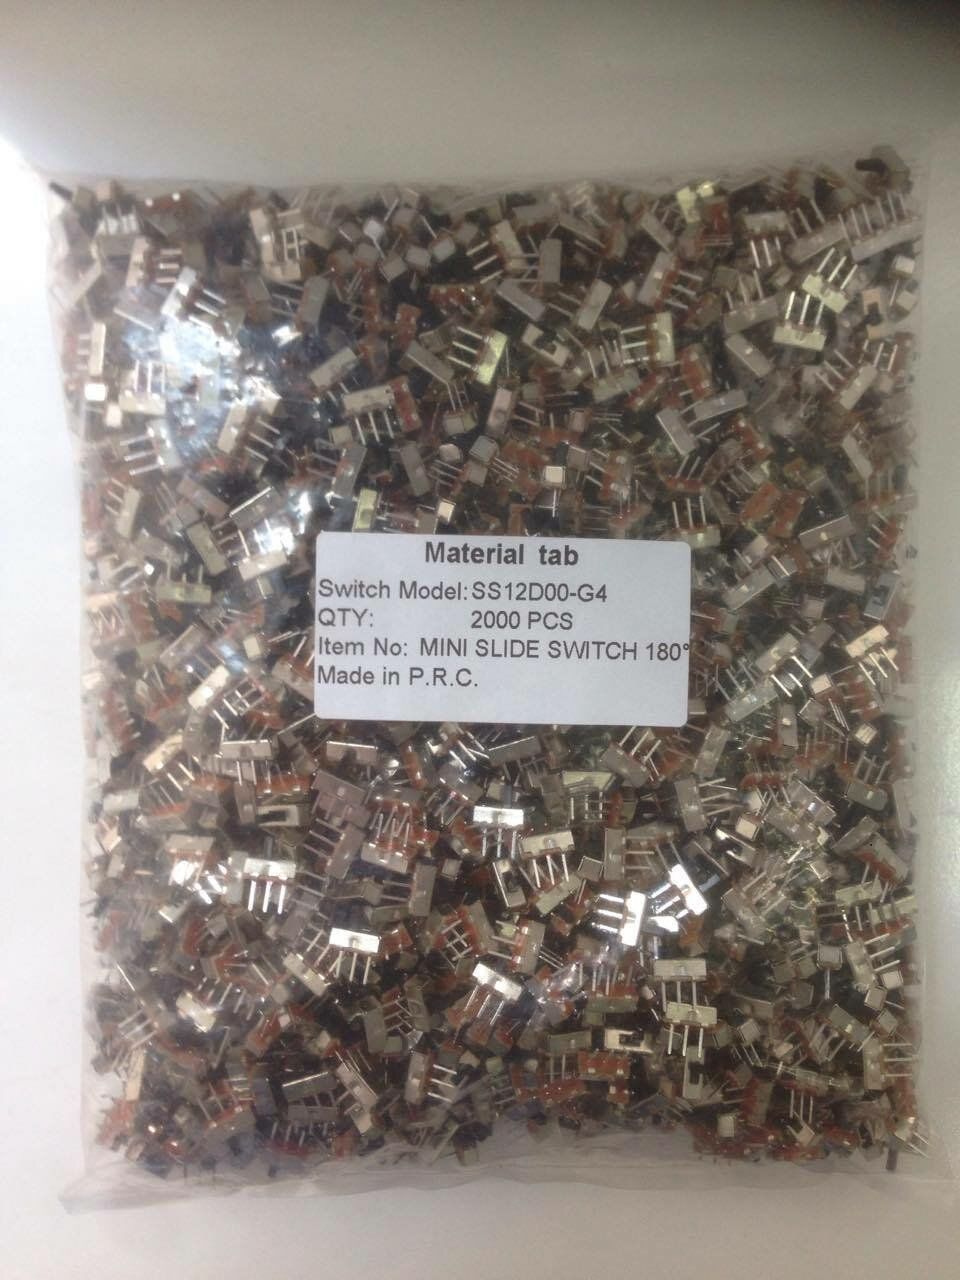 Material tab
Switch Model: SS12D00-G4
QTY: 2000 PCS
Item No: MINI SLIDE SWITCH 180°
Made in P.R.C.